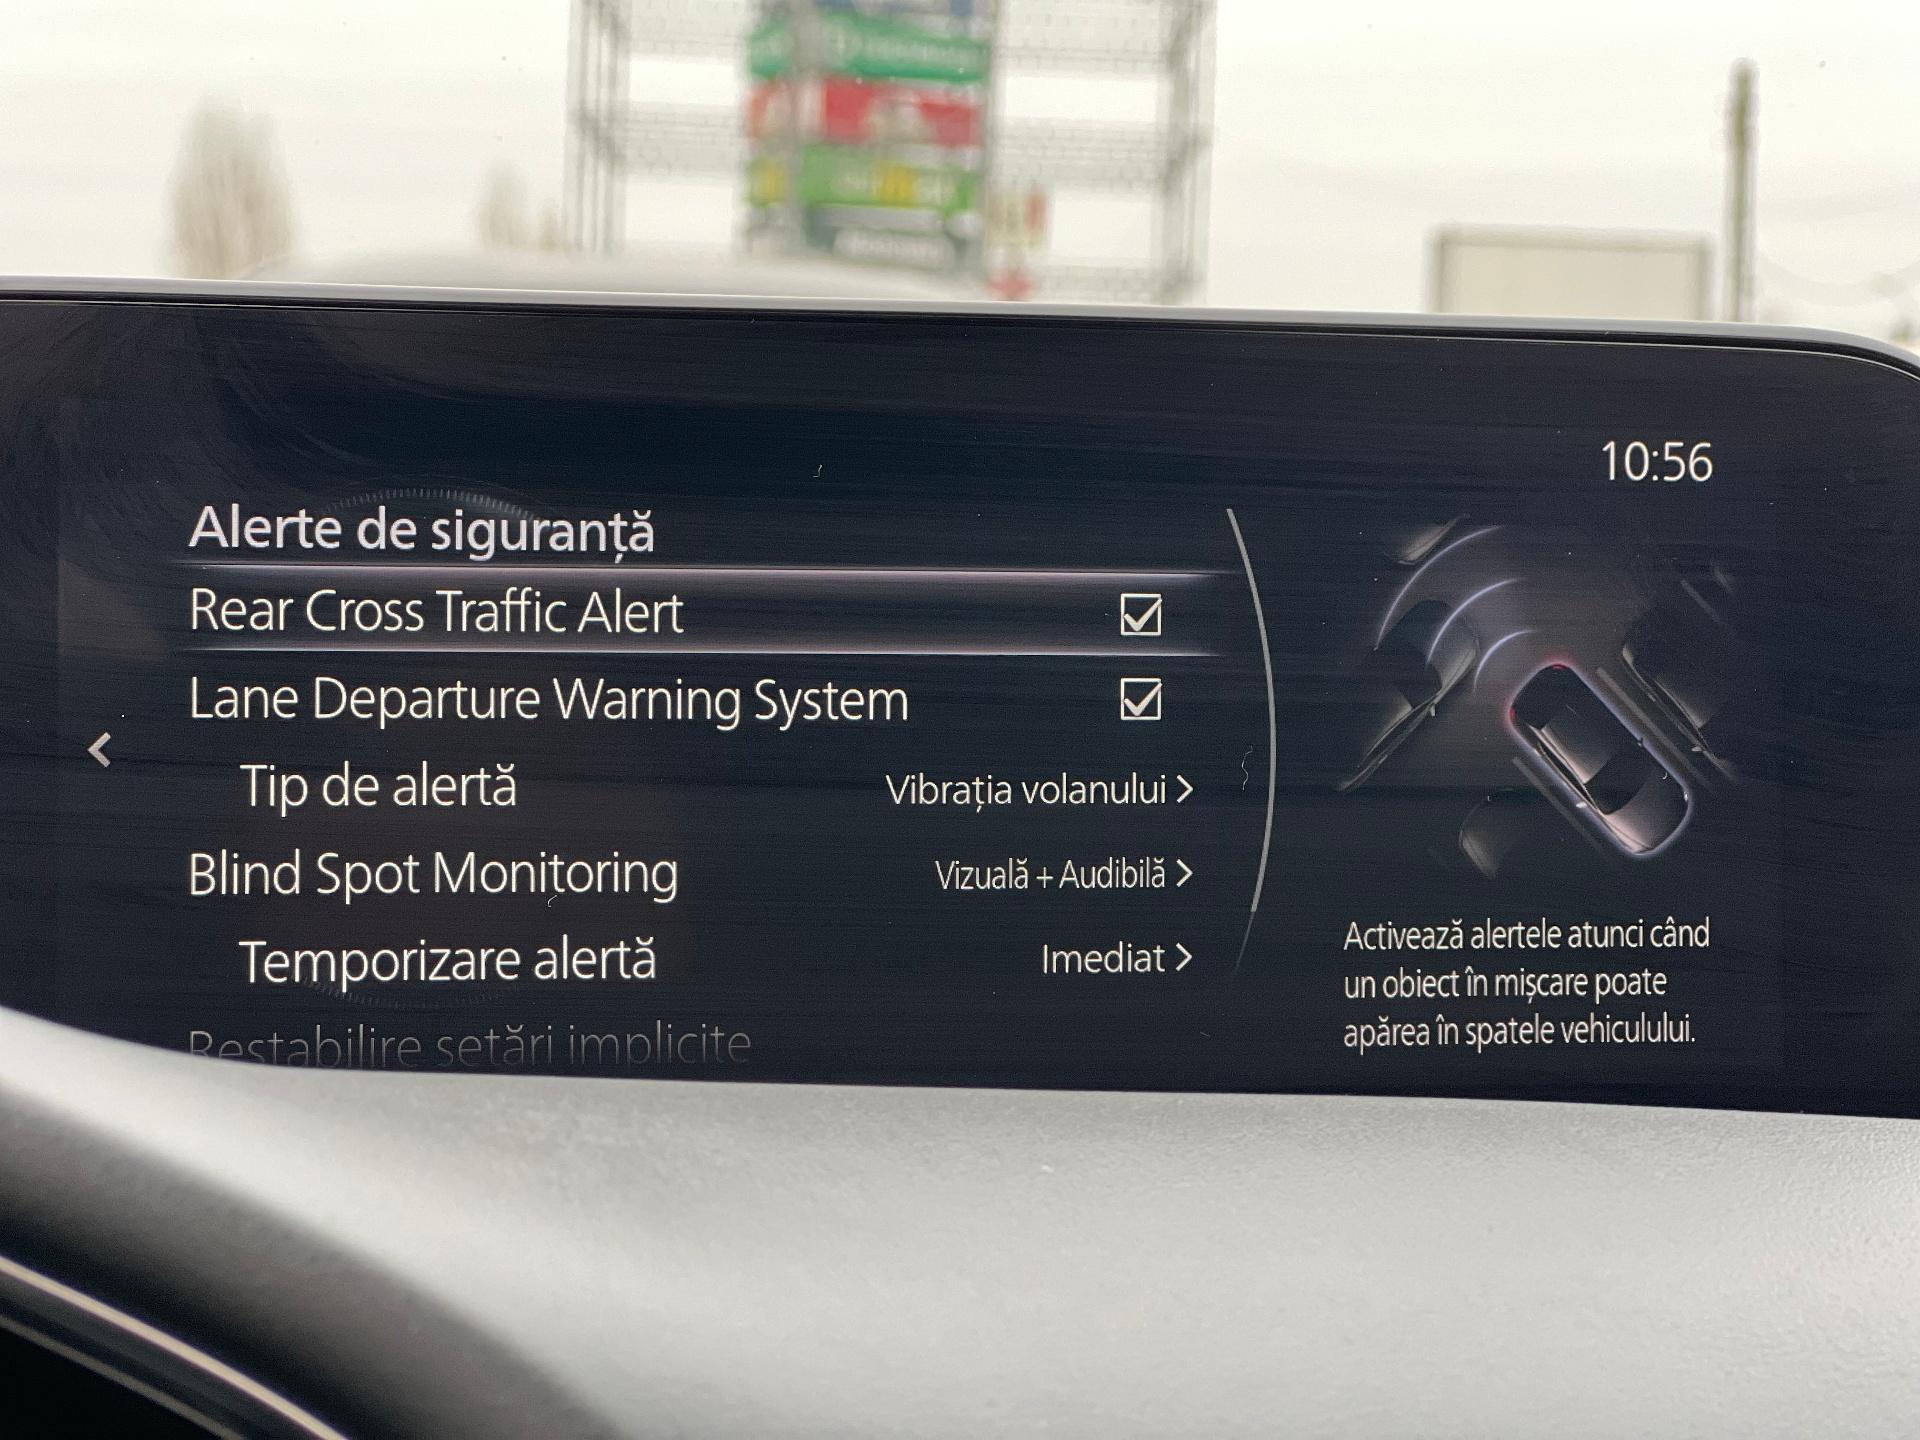 10:56
Alerte de siguranță
Rear Cross Traffic Alert
Lane Departure Warning System
Tip de alertă Vibrația volanului >
Blind Spot Monitoring Vizuală + Audibilă >
Temporizare alertă Imediat >
Restabilire setări implicite
Activează alertele atunci când
un obiect în mișcare poate
apărea în spatele vehiculului.